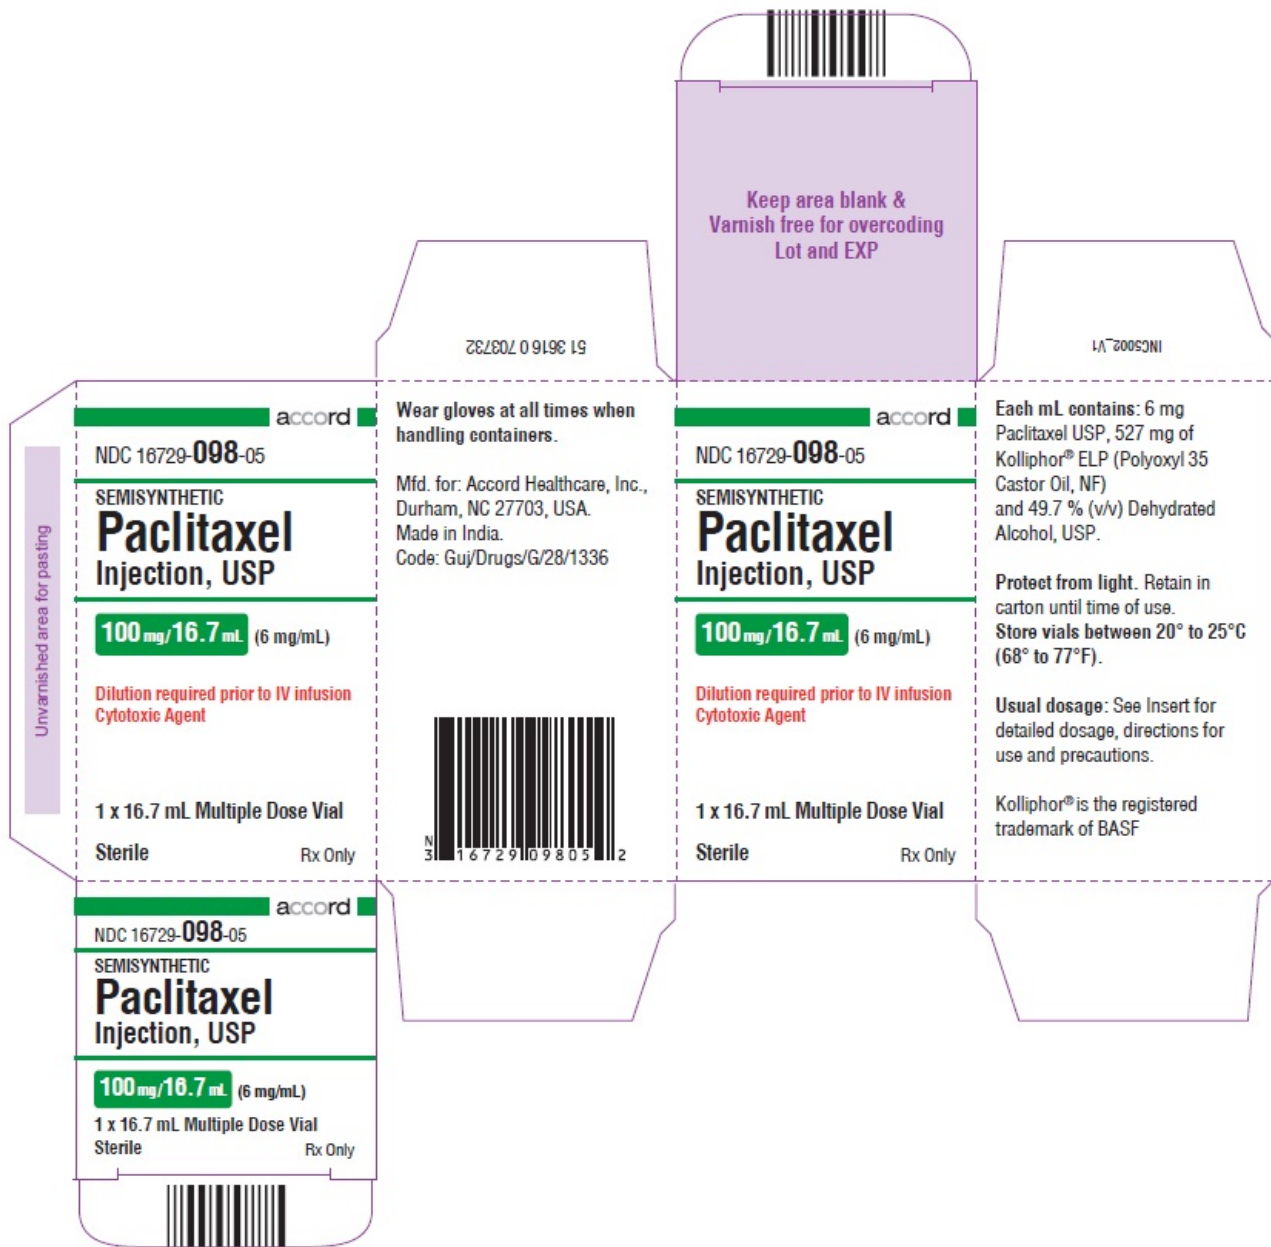 Keep area blank &
Varnish free for overcoding
Lot and EXP
51 3616 0 703732
INC5002_V1
Unvarnished area for pasting
accord
NDC 16729-098-05
SEMISYNTHETIC
Paclitaxel
Injection, USP
100 mg/16.7 mL (6 mg/mL)
Dilution required prior to IV infusion
Cytotoxic Agent
1 x 16.7 mL Multiple Dose Vial
Sterile Rx Only
Wear gloves at all times when
handling containers.
Mfd. for: Accord Healthcare, Inc.,
Durham, NC 27703, USA.
Made in India.
Code: Guj/Drugs/G/28/1336
N
3 16729 09805 2
accord
NDC 16729-098-05
SEMISYNTHETIC
Paclitaxel
Injection, USP
100 mg/16.7 mL (6 mg/mL)
Dilution required prior to IV infusion
Cytotoxic Agent
1 x 16.7 mL Multiple Dose Vial
Sterile Rx Only
Each mL contains: 6 mg
Paclitaxel USP, 527 mg of
Kolliphor® ELP (Polyoxyl 35
Castor Oil, NF)
and 49.7 % (v/v) Dehydrated
Alcohol, USP.
Protect from light. Retain in
carton until time of use.
Store vials between 20° to 25°C
(68° to 77°F).
Usual dosage: See Insert for
detailed dosage, directions for
use and precautions.
Kolliphor® is the registered
trademark of BASF
accord
NDC 16729-098-05
SEMISYNTHETIC
Paclitaxel
Injection, USP
100 mg/16.7 mL (6 mg/mL)
1 x 16.7 mL Multiple Dose Vial
Sterile Rx Only